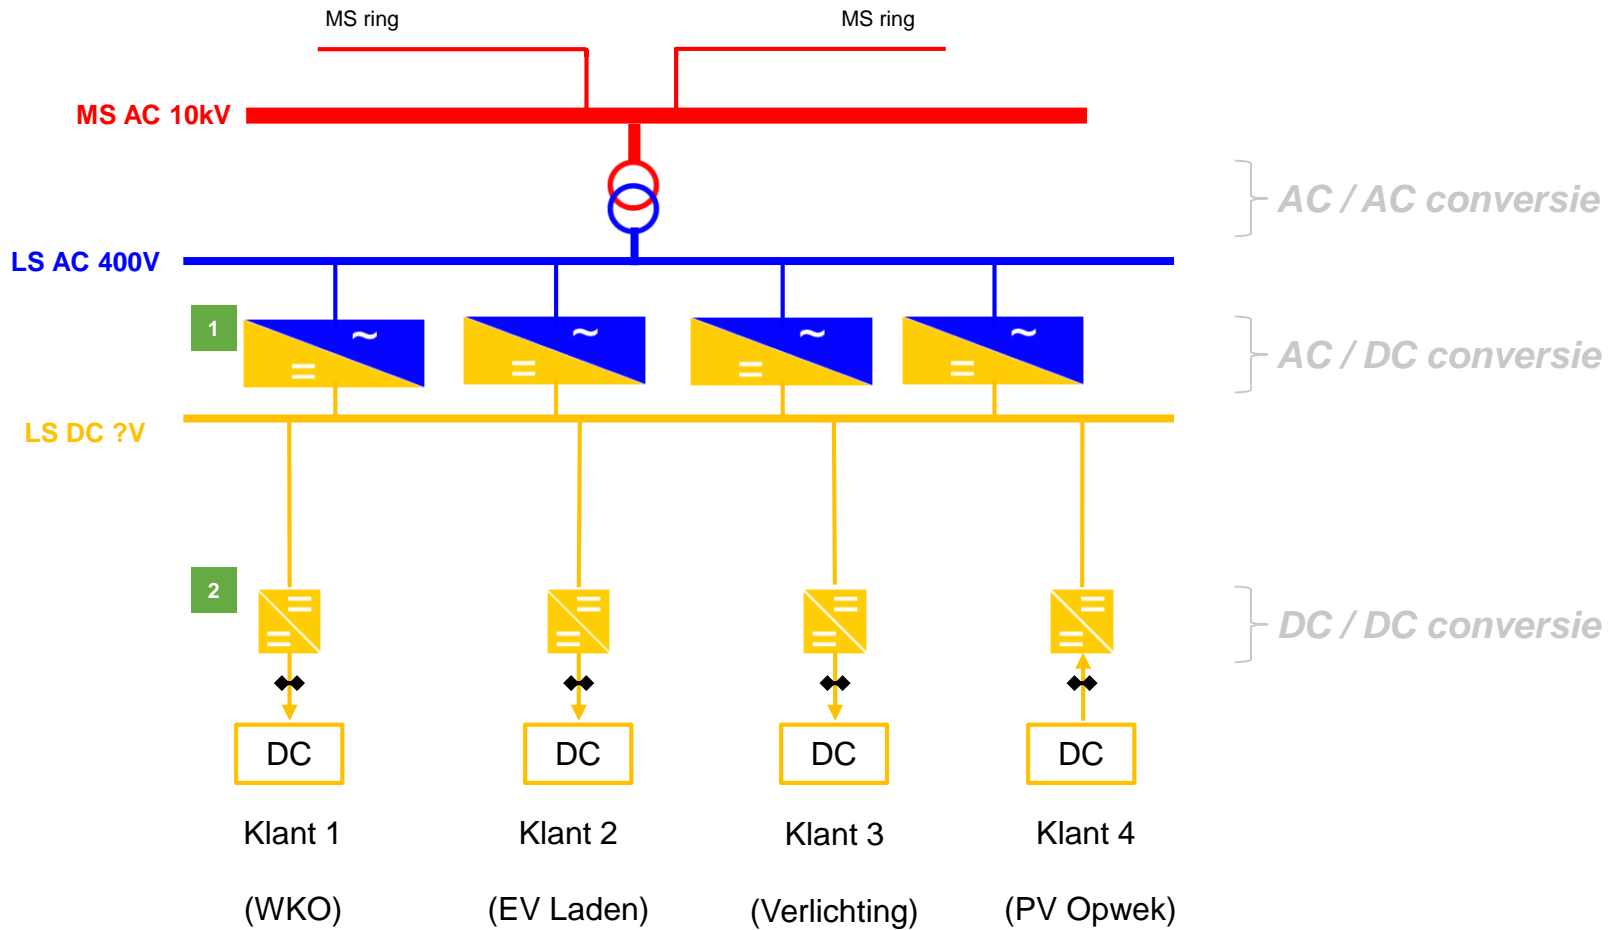 MS ring
MS ring
MS AC 10kV
AC / AC conversie
LS AC 400V
1
~
~
~
~
=
=
=
=
AC / DC conversie
LS DC ?V
2
DC / DC conversie
DC
DC
DC
DC
Klant 1
Klant 2
Klant 3
Klant 4
(WKO)
(EV Laden)
(Verlichting)
(PV Opwek)